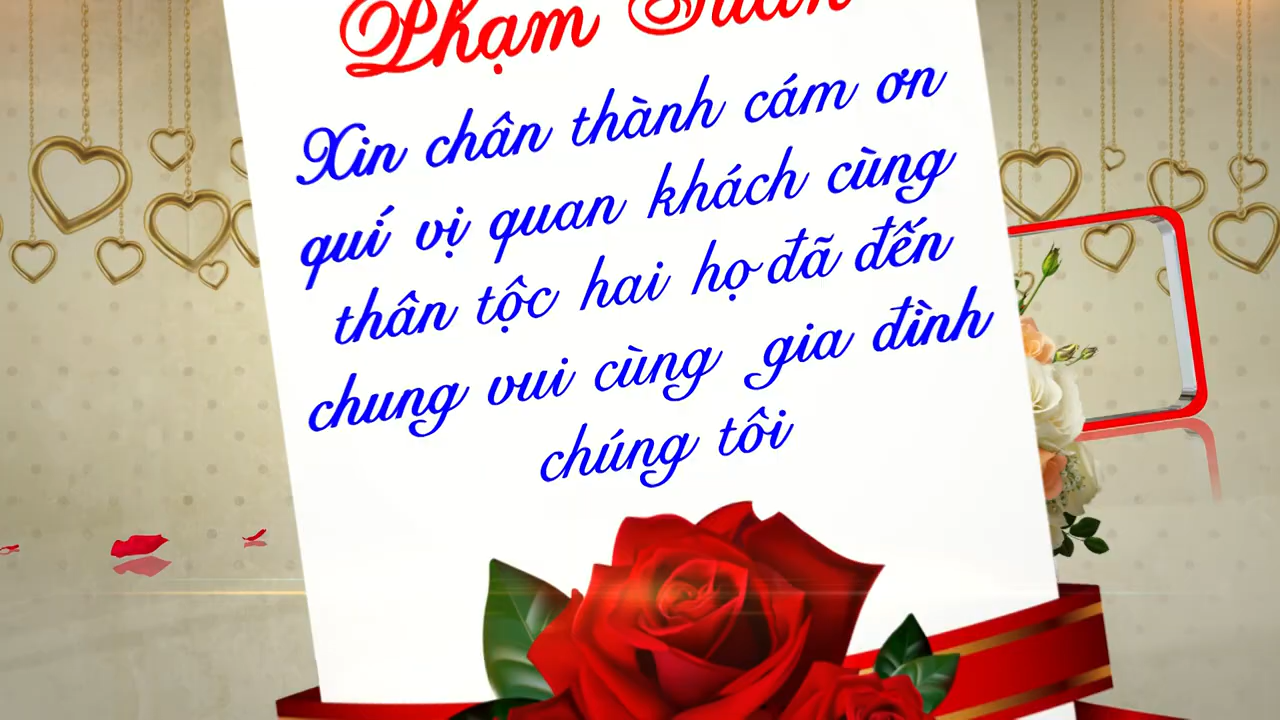 Phạm Tuân
Xin chân thành cám ơn
quí vị quan khách cùng
thân tộc hai họ đã đến
chung vui cùng gia đình
chúng tôi